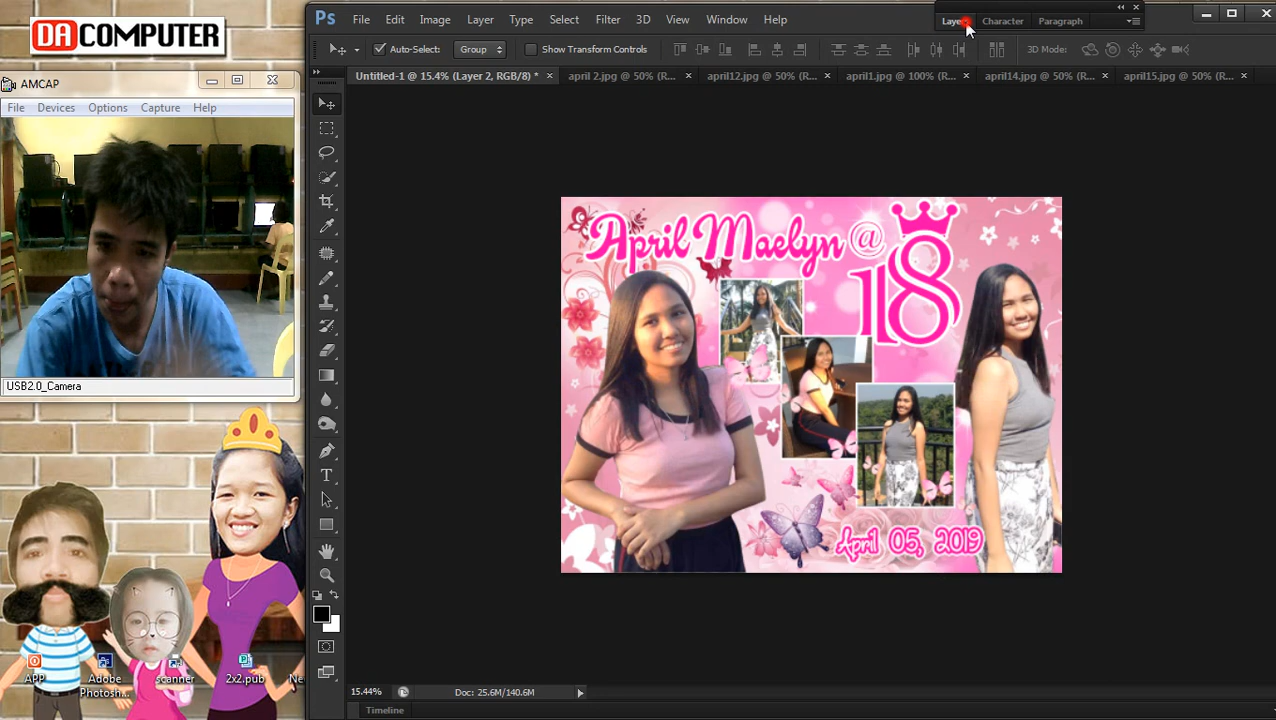 DA COMPUTER
AMCAP
File Devices Options Capture Help
USB2.0_Camera
APP
Adobe
Photosh...
scanner
2x2.pub
Ps File Edit Image Layer Type Select Filter 3D View Window Help
Character Paragraph
Auto-Select: Group Show Transform Controls 3D Mode:
Untitled-1 @ 15.4% (Layer 2, RGB/8) * × april 2.jpg @ 50% (R... × april12.jpg @ 50% (R... × april1.jpg @ 100% (R... × april14.jpg @ 50% (R... × april15.jpg @ 50% (R... ×
April Maelyn @ 18
April 05, 2019
15.44% Doc: 25.6M/140.6M
Timeline